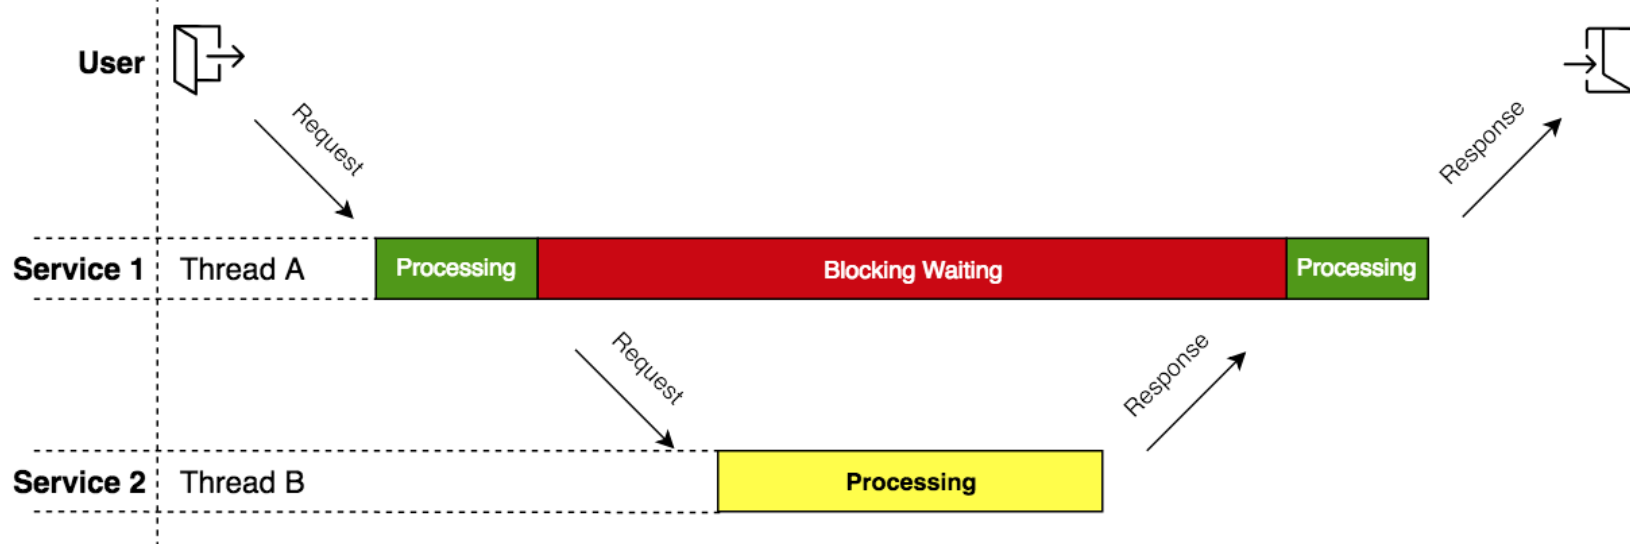 User
Request
Response
Service 1
Thread A
Processing
Blocking Waiting
Processing
Request
Response
Service 2
Thread B
Processing